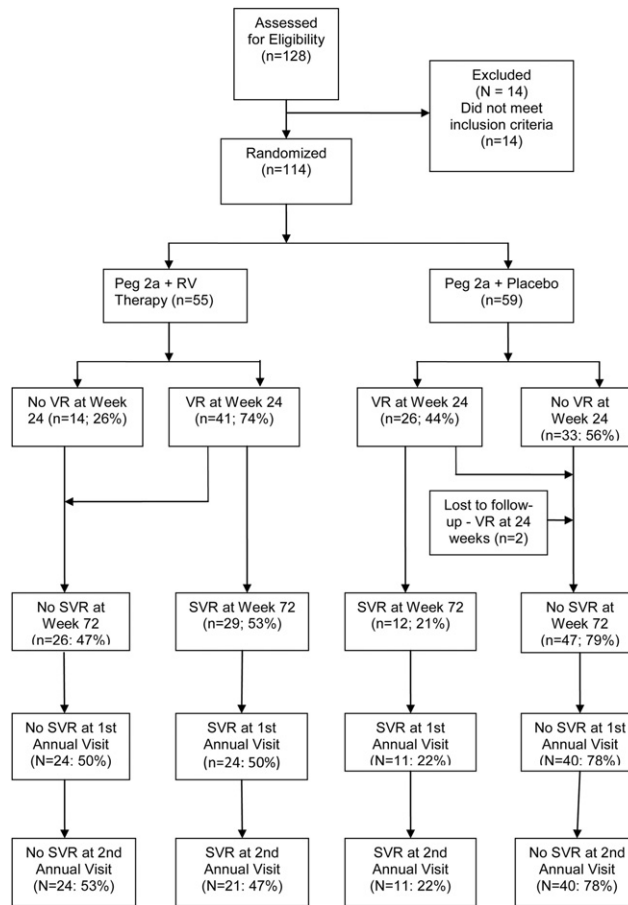 Assessed
for Eligibility
(n=128)
Excluded
(N = 14)
Did not meet
inclusion criteria
(n=14)
Randomized
(n=114)
Peg 2a + RV
Therapy (n=55)
Peg 2a + Placebo
(n=59)
No VR at Week
24 (n=14; 26%)
VR at Week 24
(n=41; 74%)
VR at Week 24
(n=26; 44%)
No VR at
Week 24
(n=33: 56%)
Lost to follow-
up - VR at 24
weeks (n=2)
No SVR at
Week 72
(n=26: 47%)
SVR at Week 72
(n=29; 53%)
SVR at Week 72
(n=12; 21%)
No SVR at
Week 72
(n=47; 79%)
No SVR at 1st
Annual Visit
(N=24: 50%)
SVR at 1st
Annual Visit
(n=24: 50%)
SVR at 1st
Annual Visit
(N=11: 22%)
No SVR at 1st
Annual Visit
(N=40: 78%)
No SVR at 2nd
Annual Visit
(N=24: 53%)
SVR at 2nd
Annual Visit
(N=21: 47%)
SVR at 2nd
Annual Visit
(N=11: 22%)
No SVR at 2nd
Annual Visit
(N=40: 78%)